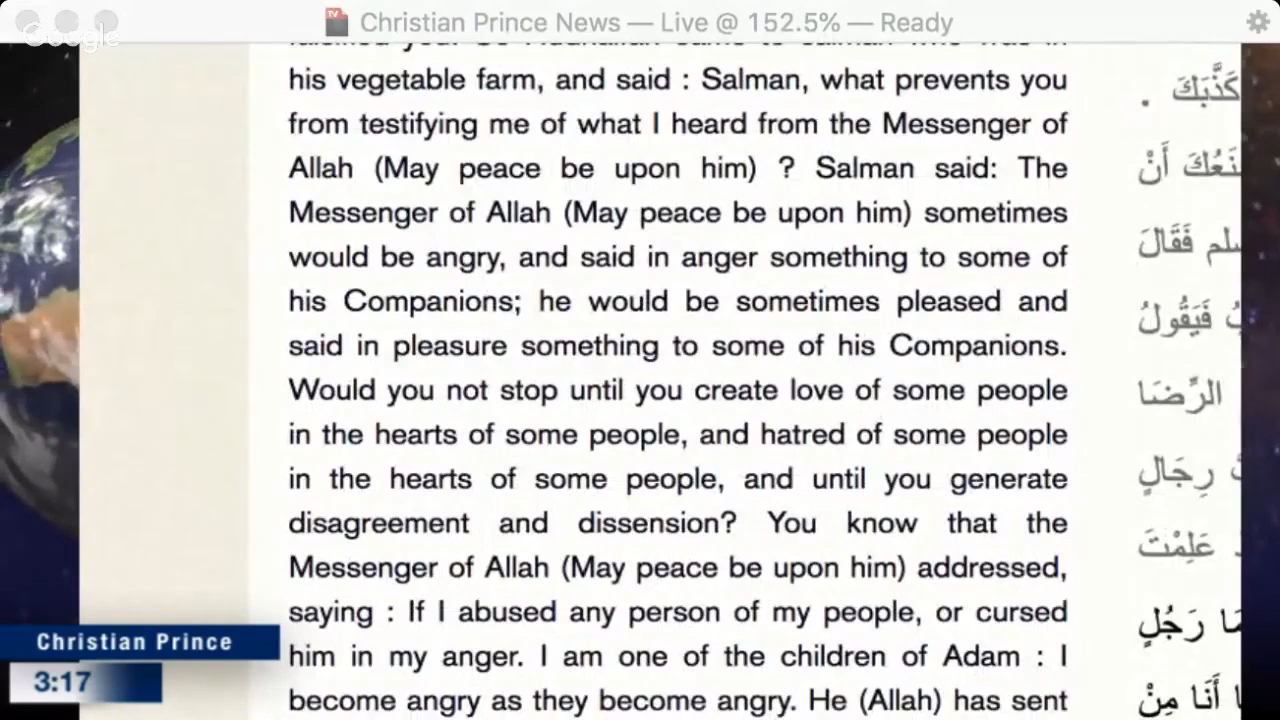 Christian Prince News — Live @ 152.5% — Ready
Google
his vegetable farm, and said : Salman, what prevents you
from testifying me of what I heard from the Messenger of
Allah (May peace be upon him) ? Salman said: The
Messenger of Allah (May peace be upon him) sometimes
would be angry, and said in anger something to some of
his Companions; he would be sometimes pleased and
said in pleasure something to some of his Companions.
Would you not stop until you create love of some people
in the hearts of some people, and hatred of some people
in the hearts of some people, and until you generate
disagreement and dissension? You know that the
Messenger of Allah (May peace be upon him) addressed,
saying : If I abused any person of my people, or cursed
him in my anger. I am one of the children of Adam : I
become angry as they become angry. He (Allah) has sent
كَذَّبَكَ .
أَنْ
فَقَالَ
فَيَقُولُ
الرِّضَا
رِجَالٍ
عَلِمْتَ
رَجُلٍ
أَنَا مِنْ
Christian Prince
3:17